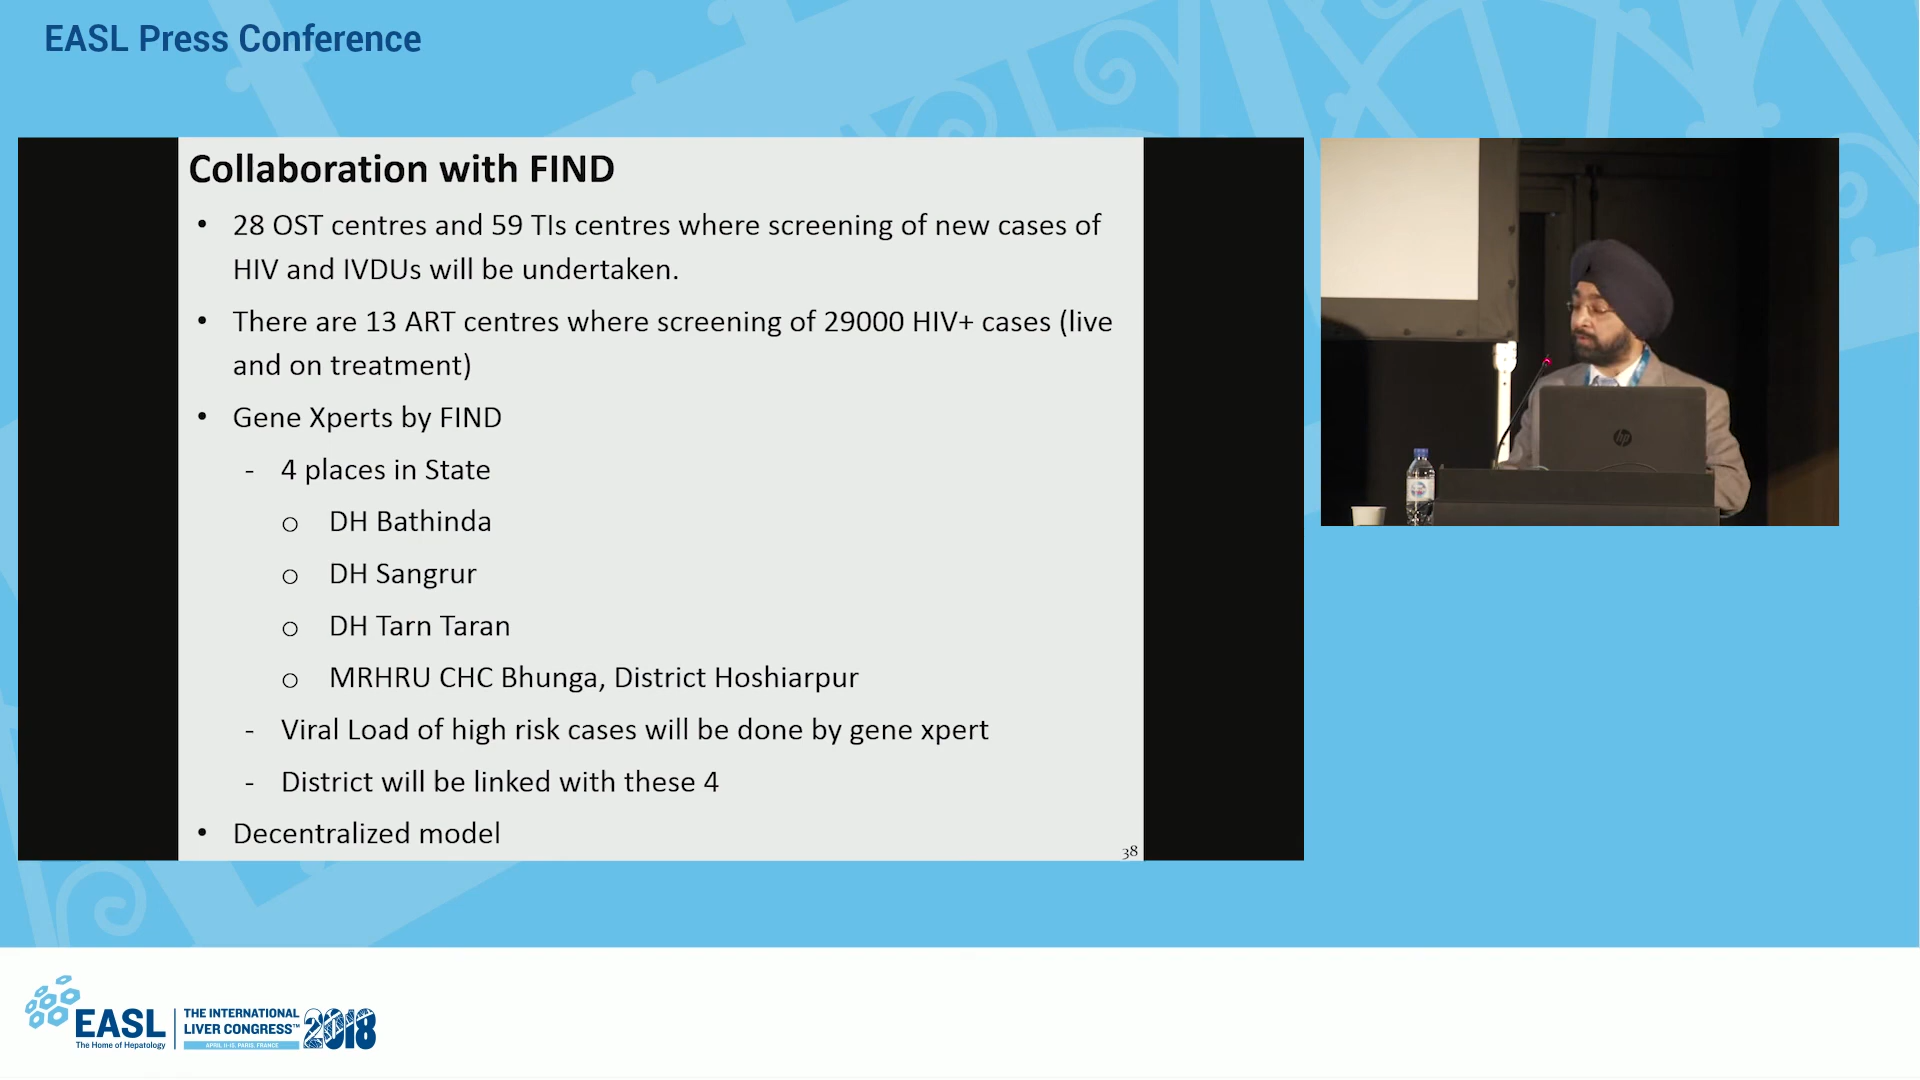 EASL Press Conference
Collaboration with FIND
• 28 OST centres and 59 TIs centres where screening of new cases of
HIV and IVDUs will be undertaken.
• There are 13 ART centres where screening of 29000 HIV+ cases (live
and on treatment)
• Gene Xperts by FIND
- 4 places in State
o DH Bathinda
o DH Sangrur
o DH Tarn Taran
o MRHRU CHC Bhunga, District Hoshiarpur
- Viral Load of high risk cases will be done by gene xpert
- District will be linked with these 4
• Decentralized model
38
hp
EASL
The Home of Hepatology
THE INTERNATIONAL
LIVER CONGRESS™
APRIL 11-15, PARIS, FRANCE
2018